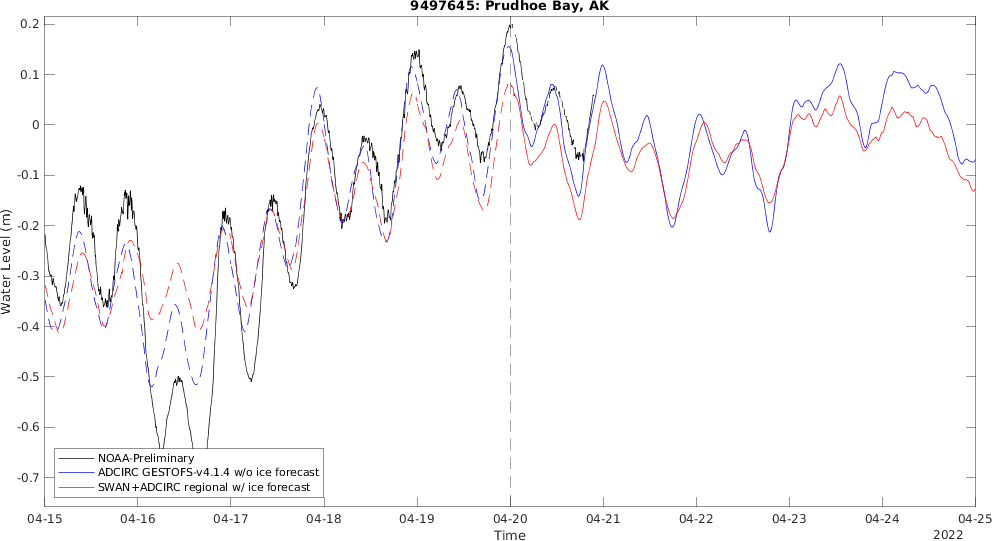 9497645: Prudhoe Bay, AK
0.2
0.1
0
-0.1
-0.2
-0.3
-0.4
-0.5
-0.6
-0.7
Water Level (m)
NOAA-Preliminary
ADCIRC GESTOFS-v4.1.4 w/o ice forecast
SWAN+ADCIRC regional w/ ice forecast
04-15 04-16 04-17 04-18 04-19 04-20 04-21 04-22 04-23 04-24 04-25
Time
2022